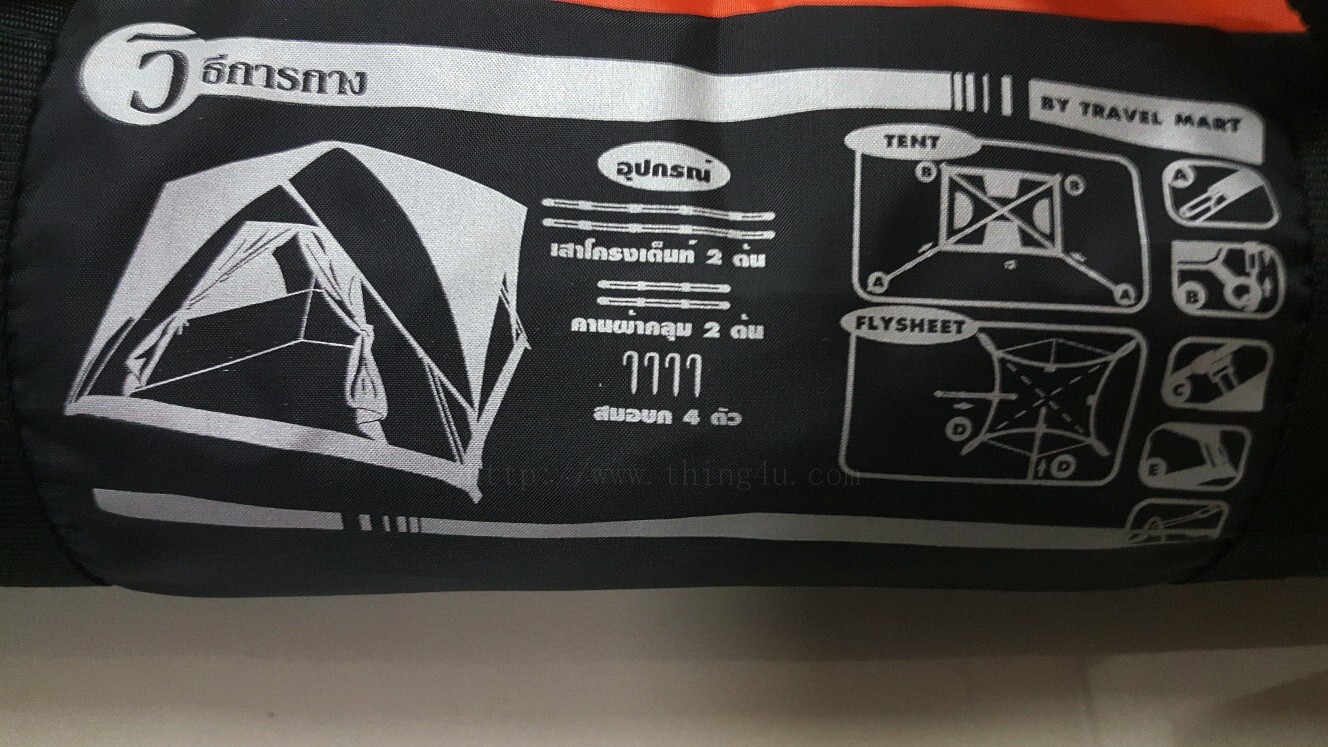 วิธีการกาง
BY TRAVEL MART
อุปกรณ์
เสาโครงเต็นท์ 2 ต้น
คานผ้าคลุม 2 ต้น
สมอบก 4 ตัว
TENT
B
B
A
A
FLYSHEET
D
D
A
B
C
E
http://www.thing4u.com